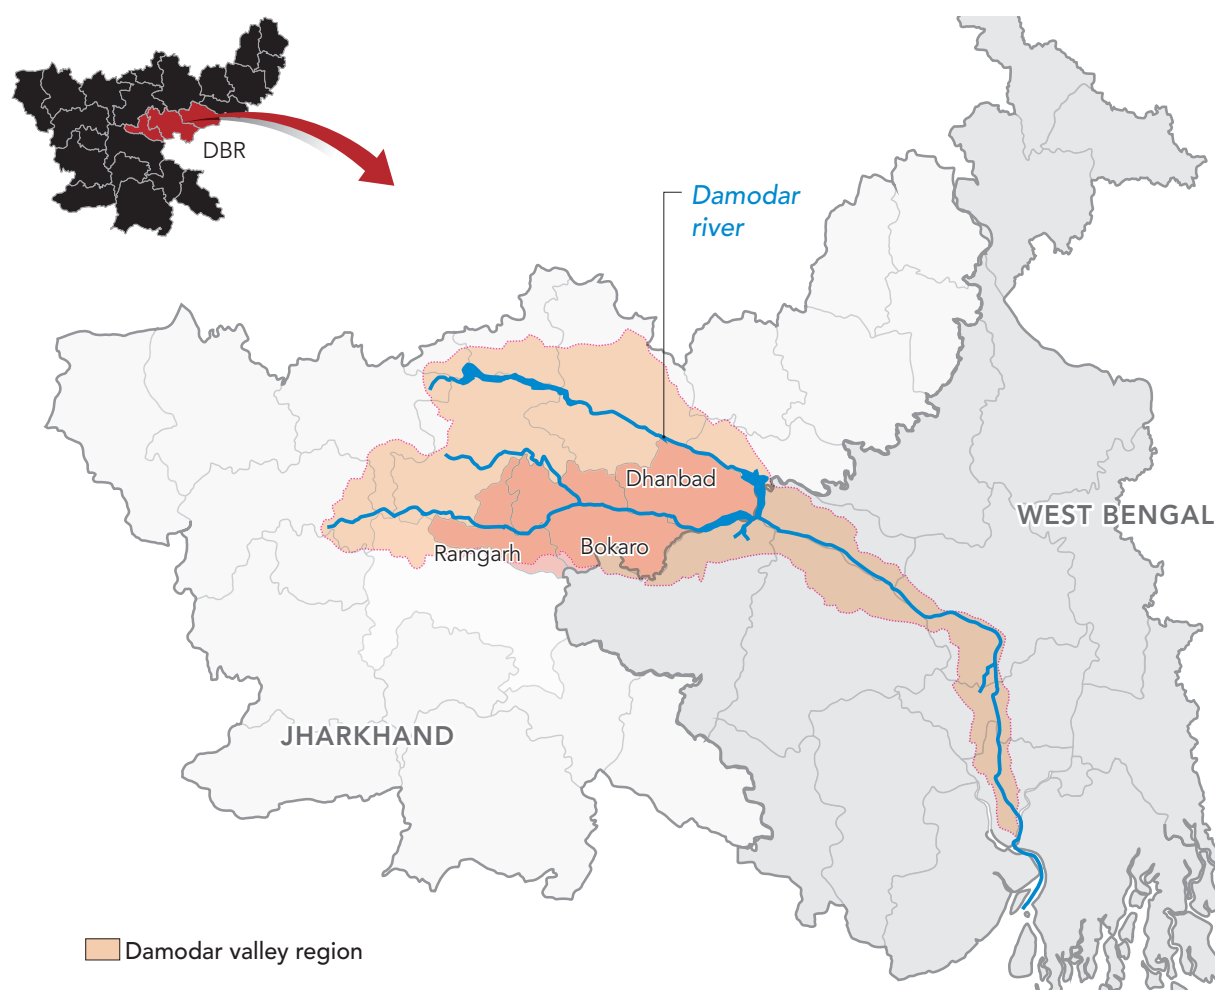 DBR
Damodar
river
Dhanbad
WEST BENGAL
Ramgarh
Bokaro
JHARKHAND
Damodar valley region